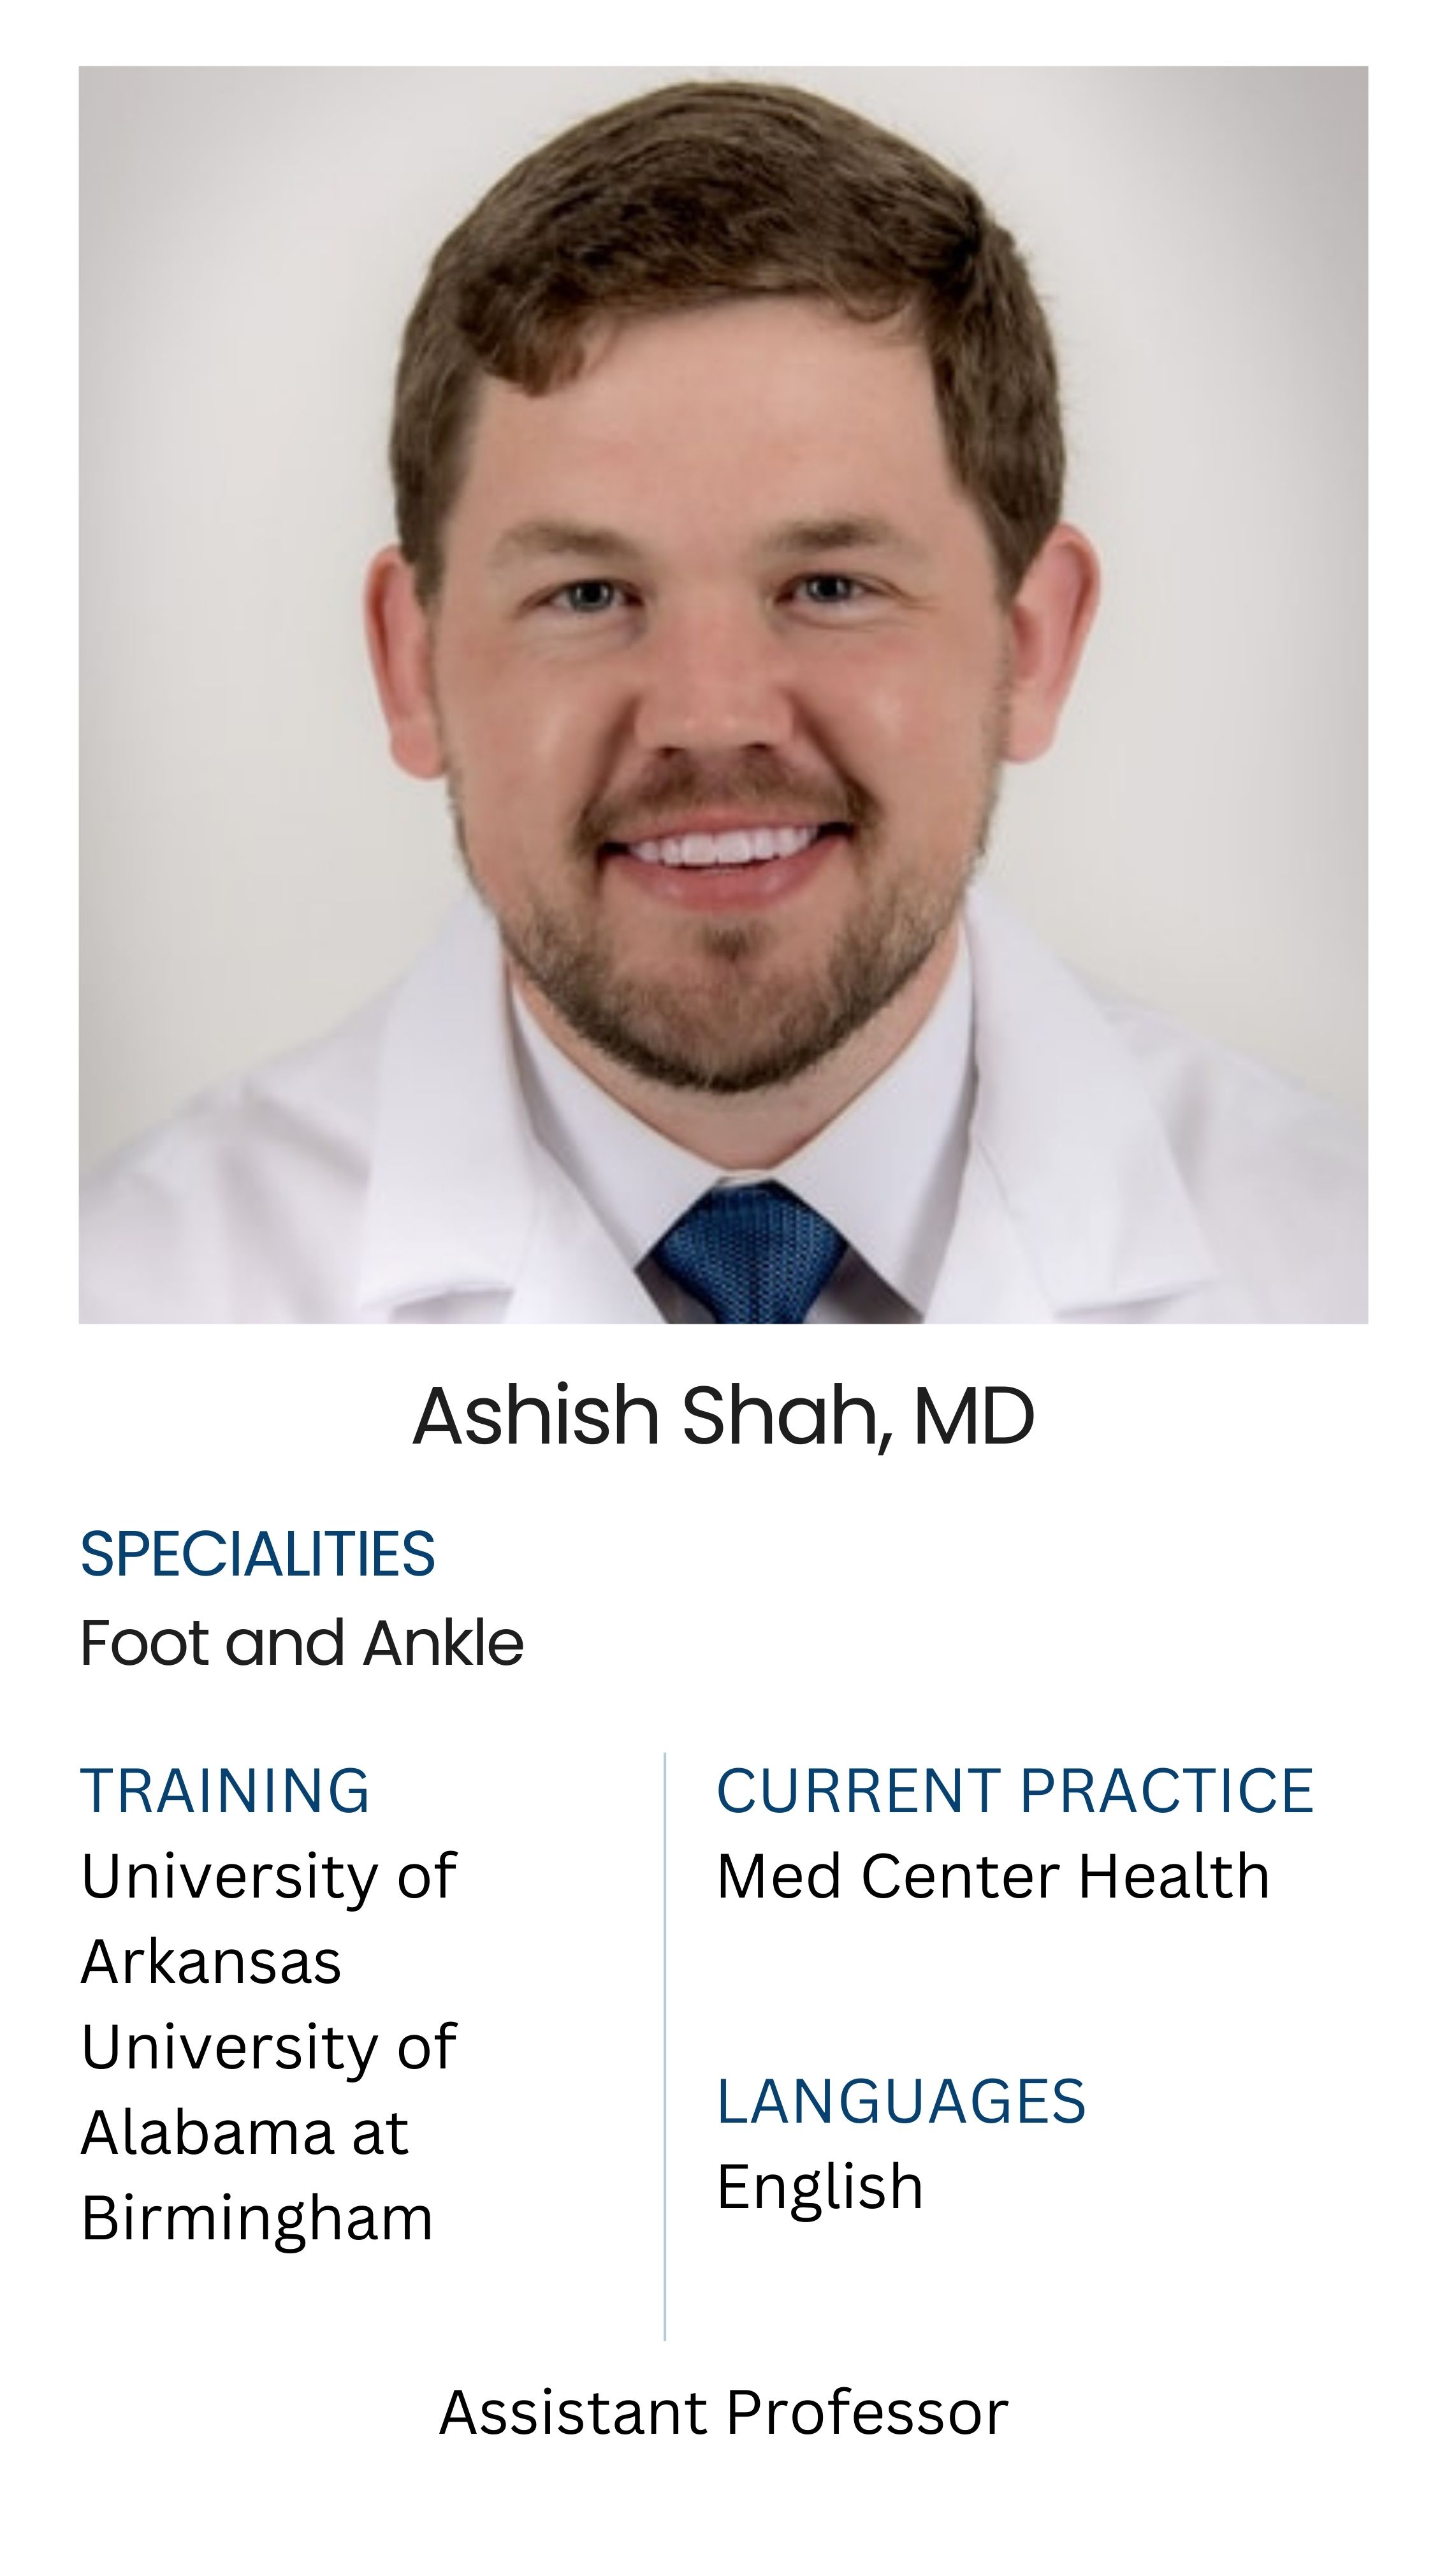 Ashish Shah, MD
SPECIALITIES
Foot and Ankle
TRAINING
University of
Arkansas
University of
Alabama at
Birmingham
CURRENT PRACTICE
Med Center Health
LANGUAGES
English
Assistant Professor